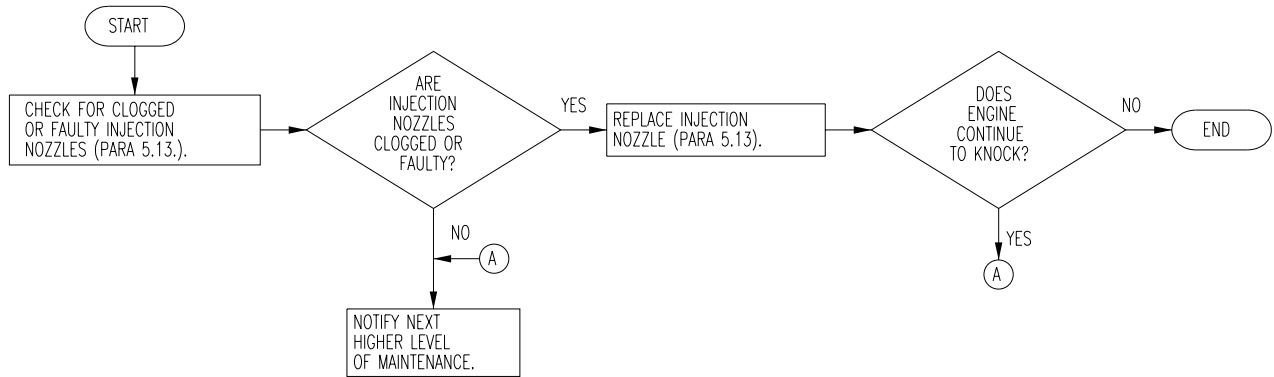 START
CHECK FOR CLOGGED
OR FAULTY INJECTION
NOZZLES (PARA 5.13.).
ARE
INJECTION
NOZZLES
CLOGGED OR
FAULTY?
YES
REPLACE INJECTION
NOZZLE (PARA 5.13).
DOES
ENGINE
CONTINUE
TO KNOCK?
NO
END
NO
A
NOTIFY NEXT
HIGHER LEVEL
OF MAINTENANCE.
YES
A